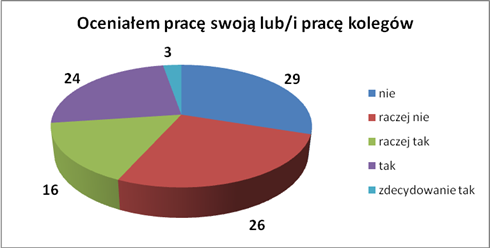 Oceniałem pracę swoją lub/i pracę kolegów
3
24
29
16
26
nie
raczej nie
raczej tak
tak
zdecydowanie tak